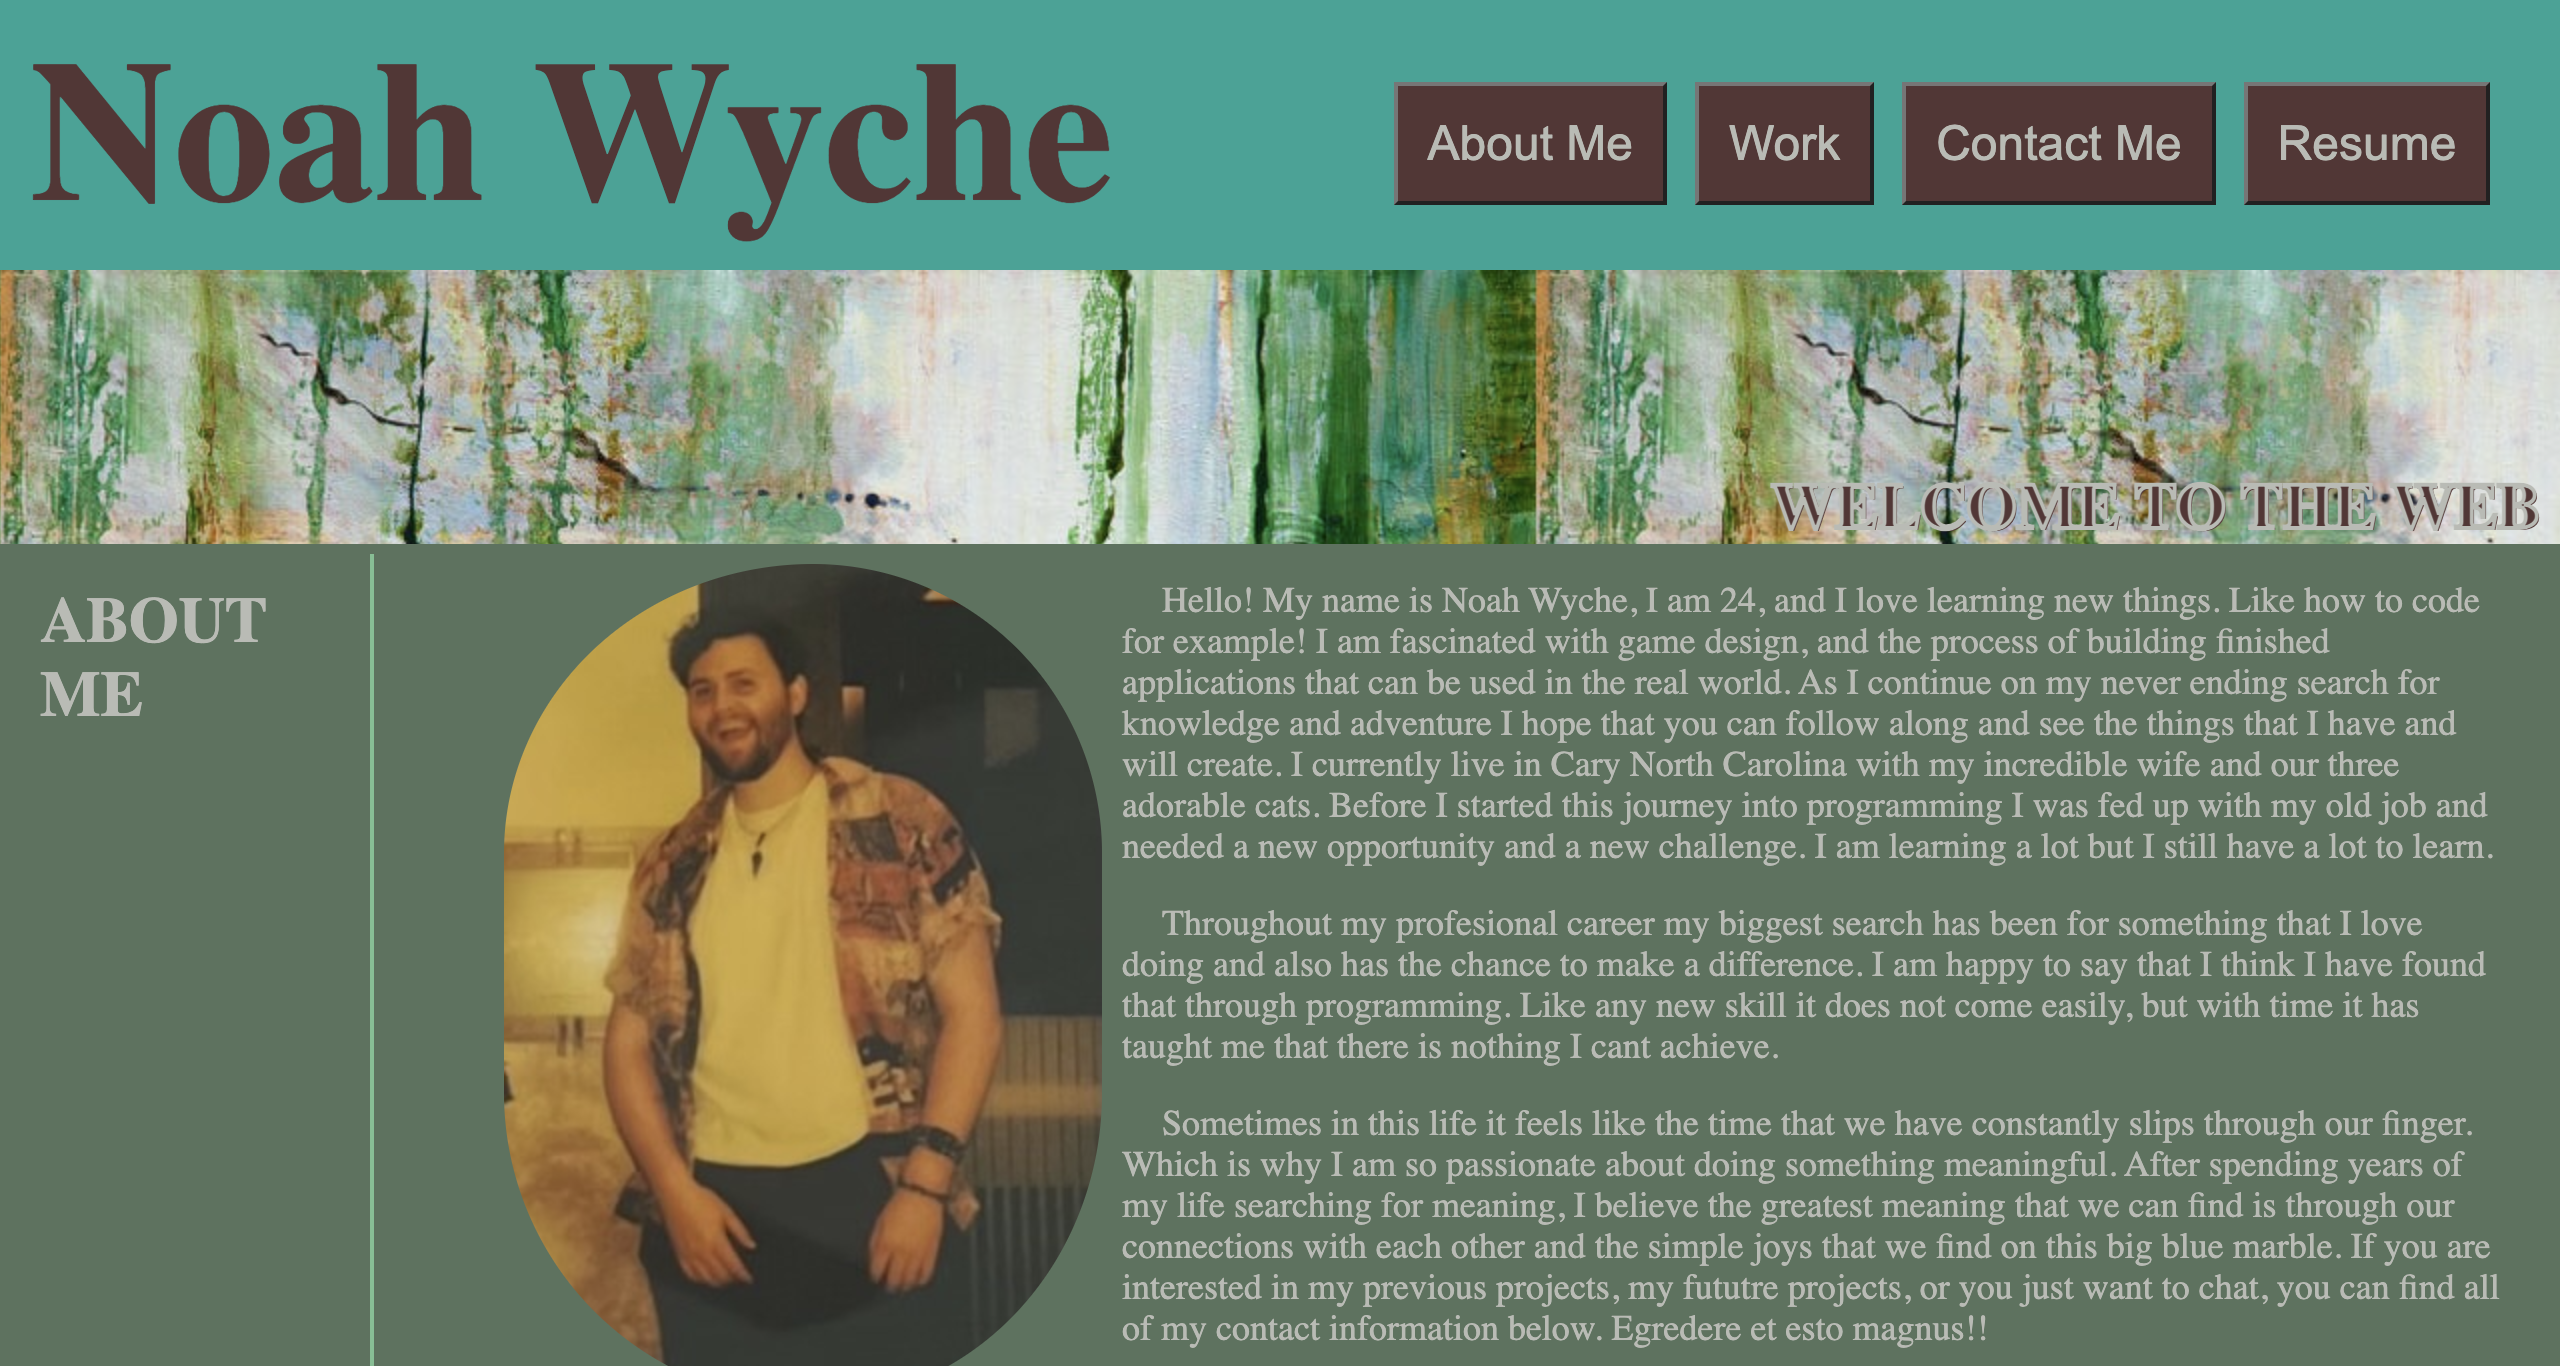 Noah Wyche
About Me
Work
Contact Me
Resume
WELCOME TO THE WEB
ABOUT
ME
Hello! My name is Noah Wyche, I am 24, and I love learning new things. Like how to code
for example! I am fascinated with game design, and the process of building finished
applications that can be used in the real world. As I continue on my never ending search for
knowledge and adventure I hope that you can follow along and see the things that I have and
will create. I currently live in Cary North Carolina with my incredible wife and our three
adorable cats. Before I started this journey into programming I was fed up with my old job and
needed a new opportunity and a new challenge. I am learning a lot but I still have a lot to learn.
Throughout my profesional career my biggest search has been for something that I love
doing and also has the chance to make a difference. I am happy to say that I think I have found
that through programming. Like any new skill it does not come easily, but with time it has
taught me that there is nothing I cant achieve.
Sometimes in this life it feels like the time that we have constantly slips through our finger.
Which is why I am so passionate about doing something meaningful. After spending years of
my life searching for meaning, I believe the greatest meaning that we can find is through our
connections with each other and the simple joys that we find on this big blue marble. If you are
interested in my previous projects, my fututre projects, or you just want to chat, you can find all
of my contact information below. Egredere et esto magnus!!